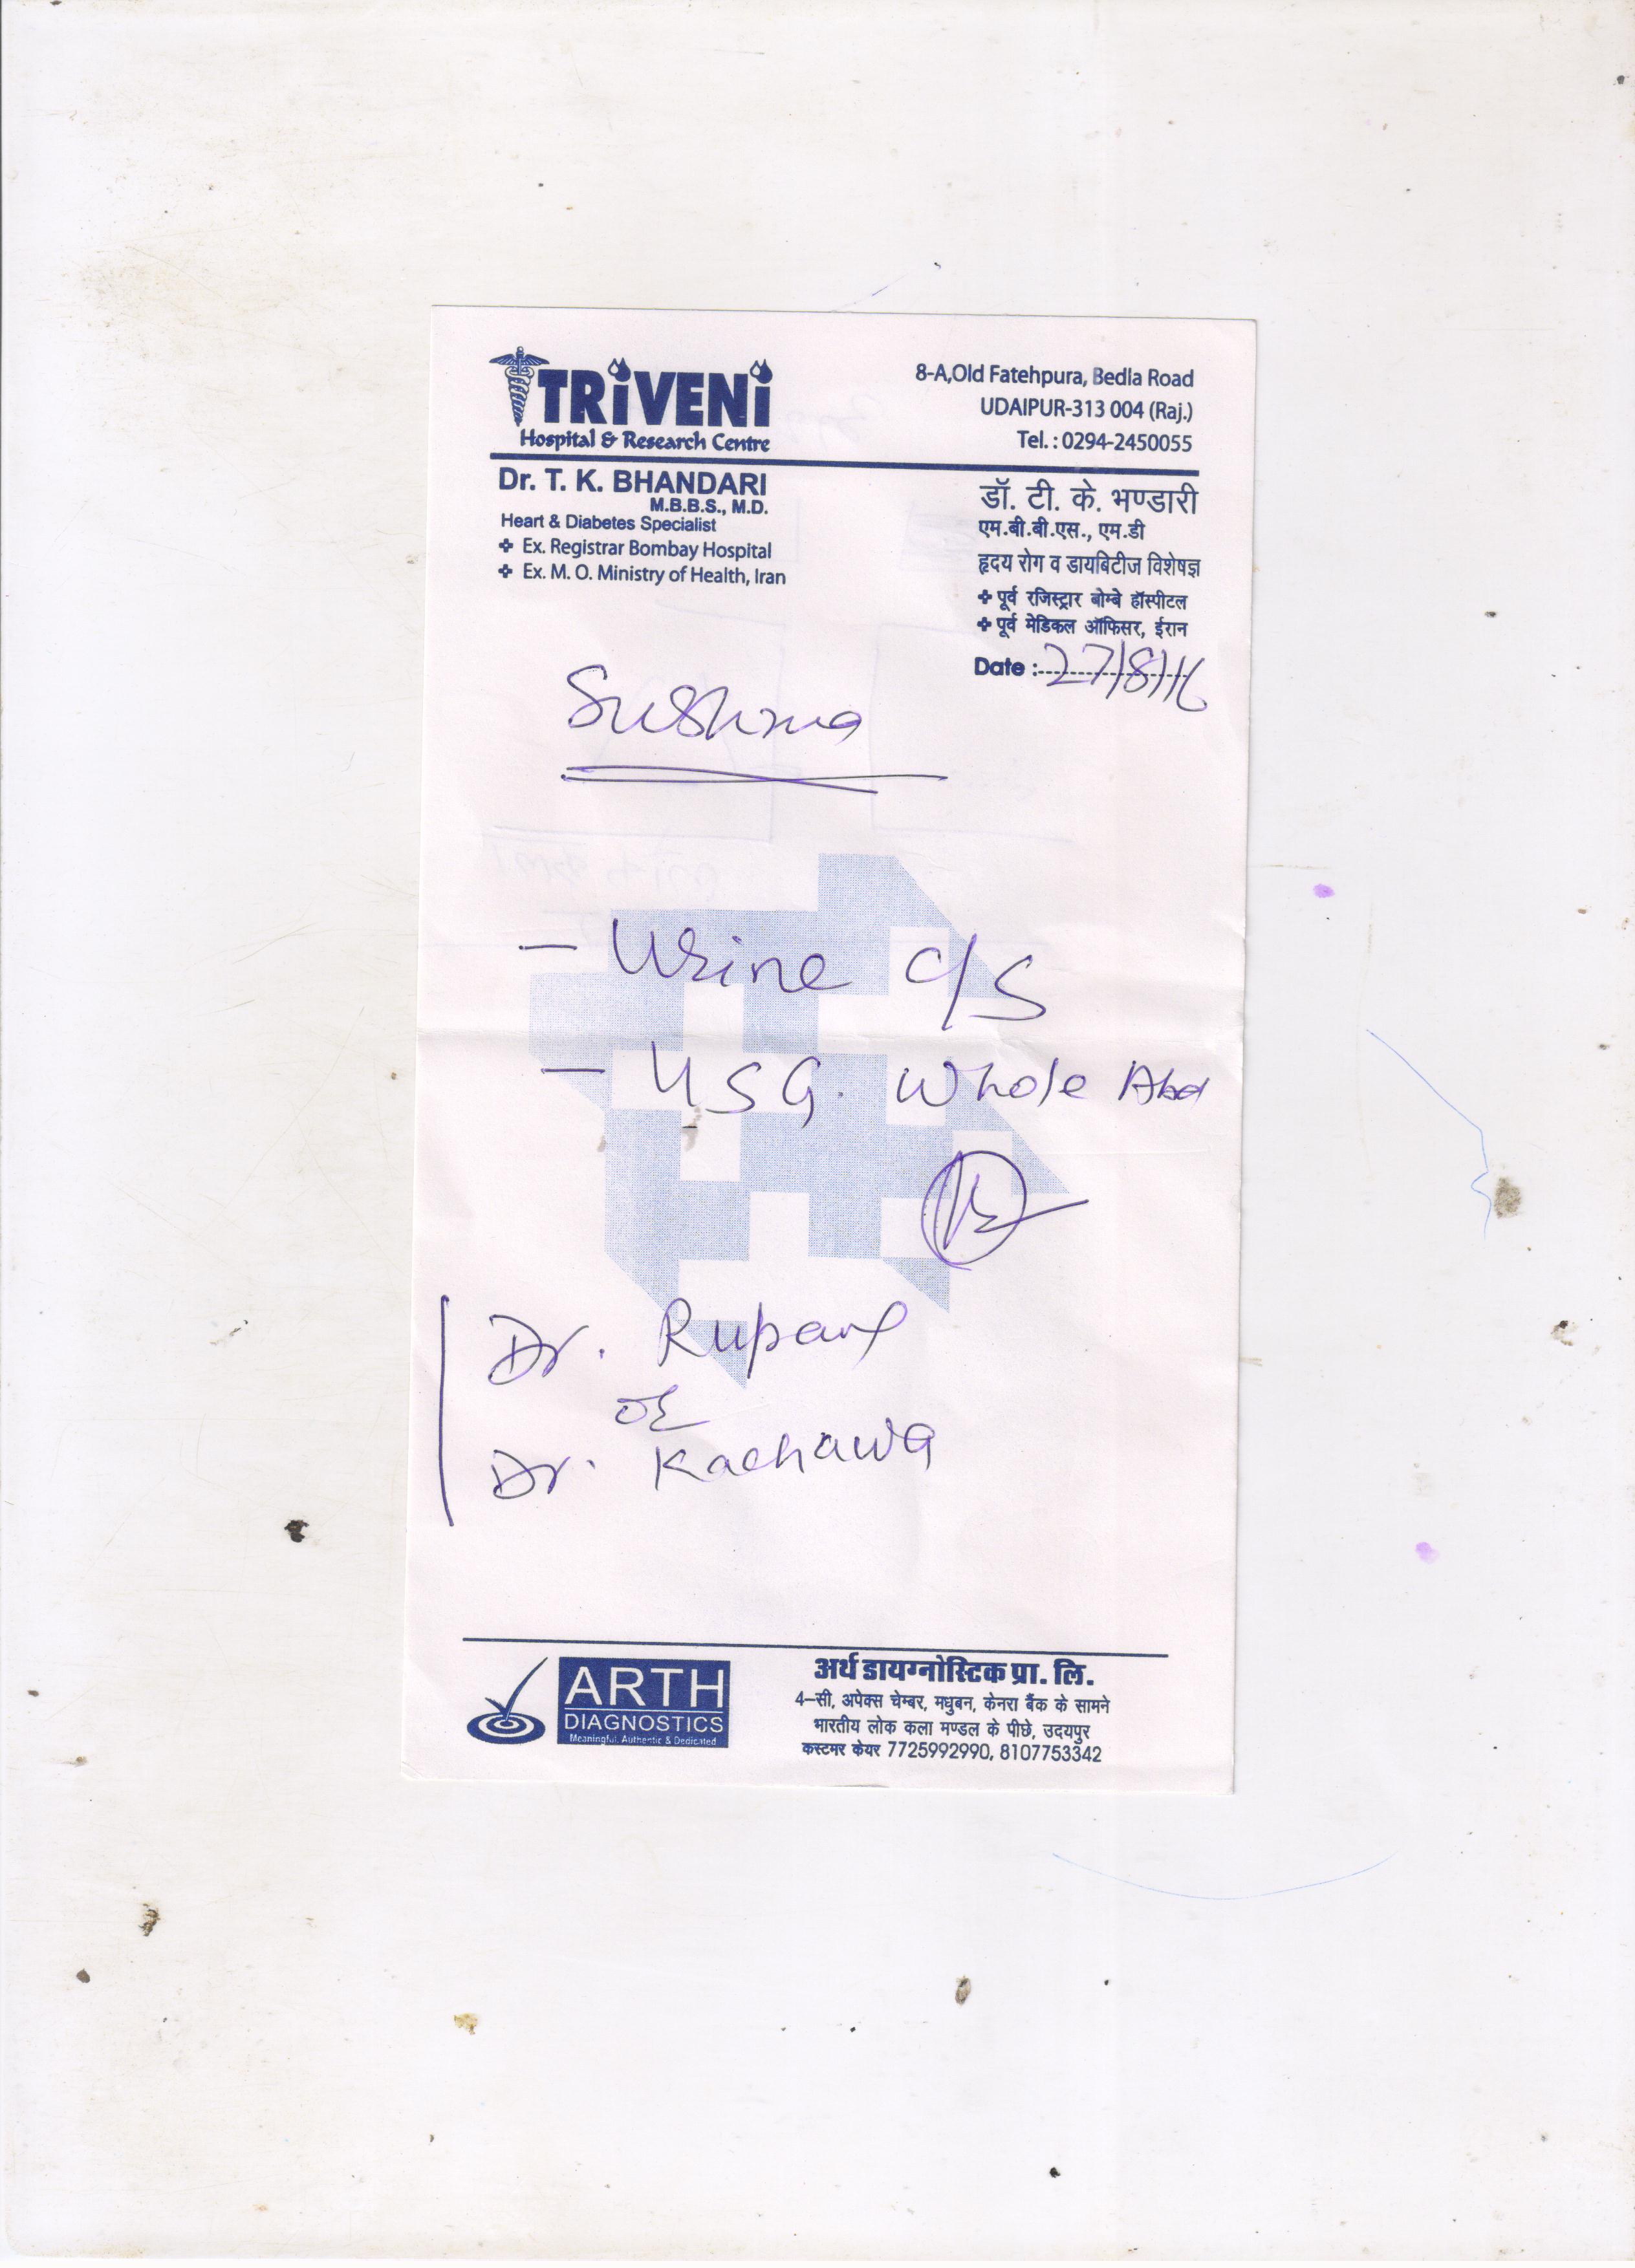 TRiVENi
Hospital & Research Centre
8-A,Old Fatehpura, Bedla Road
UDAIPUR-313 004 (Raj.)
Tel. : 0294-2450055
Dr. T. K. BHANDARI
M.B.B.S., M.D.
Heart & Diabetes Specialist
Ex. Registrar Bombay Hospital
Ex. M. O. Ministry of Health, Iran
डॉ. टी. के. भण्डारी
एम.बी.बी.एस., एम.डी
हृदय रोग व डायबिटीज विशेषज्ञ
पूर्व रजिस्ट्रार बोम्बे हॉस्पीटल
पूर्व मेडिकल ऑफिसर, ईरान
Date : 27/8/16
Sushma
- Urine c/s
- USG. Whole Abd
Dr.
or
Dr. Kachawa
ARTH
DIAGNOSTICS
Meaningful, Authentic & Dedicated
अर्थ डायग्नोस्टिक प्रा. लि.
4-सी, अपेक्स चेम्बर, मधुबन, केनरा बैंक के सामने
भारतीय लोक कला मण्डल के पीछे, उदयपुर
कस्टमर केयर 7725992990, 8107753342